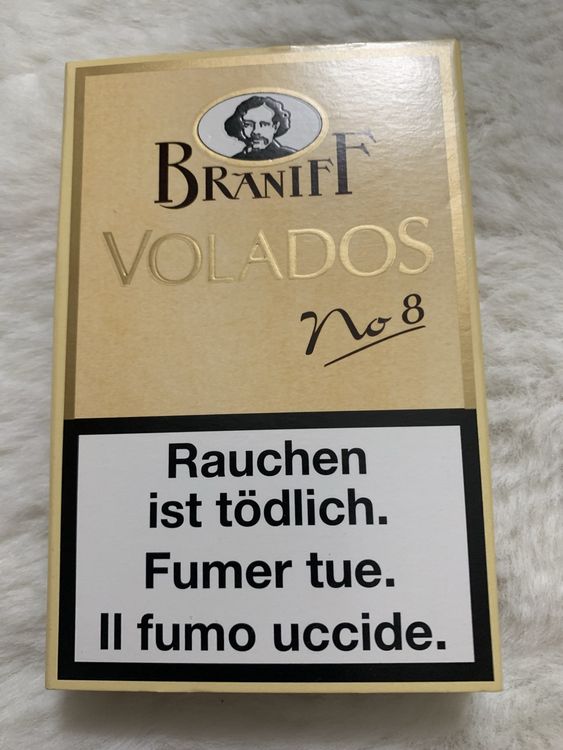 BRANIFF
VOLADOS
No 8
Rauchen
ist tödlich.
Fumer tue.
Il fumo uccide.